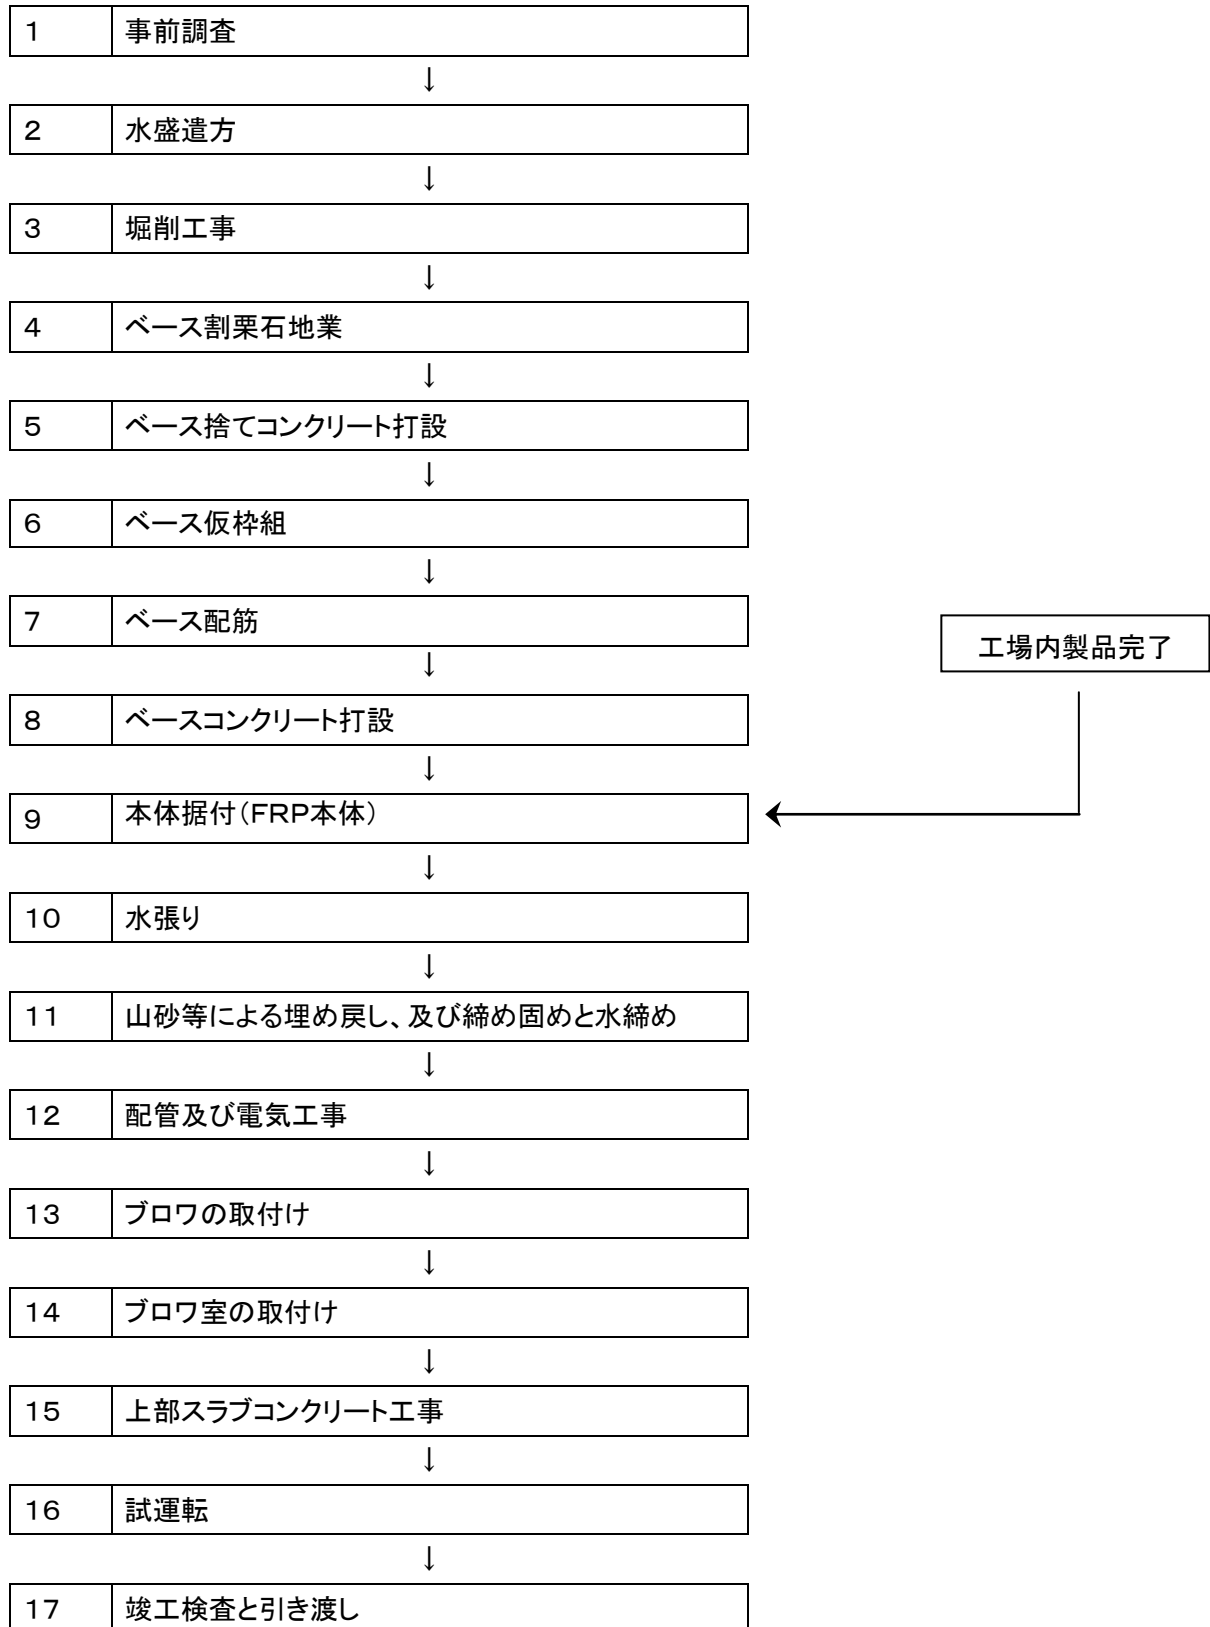 1 事前調査
↓
2 水盛遣方
↓
3 堀削工事
↓
4 ベース割栗石地業
↓
5 ベース捨てコンクリート打設
↓
6 ベース仮枠組
↓
7 ベース配筋
工場内製品完了
↓
8 ベースコンクリート打設
↓
9 本体据付(FRP本体)
↓
10 水張り
↓
11 山砂等による埋め戻し、及び締め固めと水締め
↓
12 配管及び電気工事
↓
13 ブロワの取付け
↓
14 ブロワ室の取付け
↓
15 上部スラブコンクリート工事
↓
16 試運転
↓
17 竣工検査と引き渡し